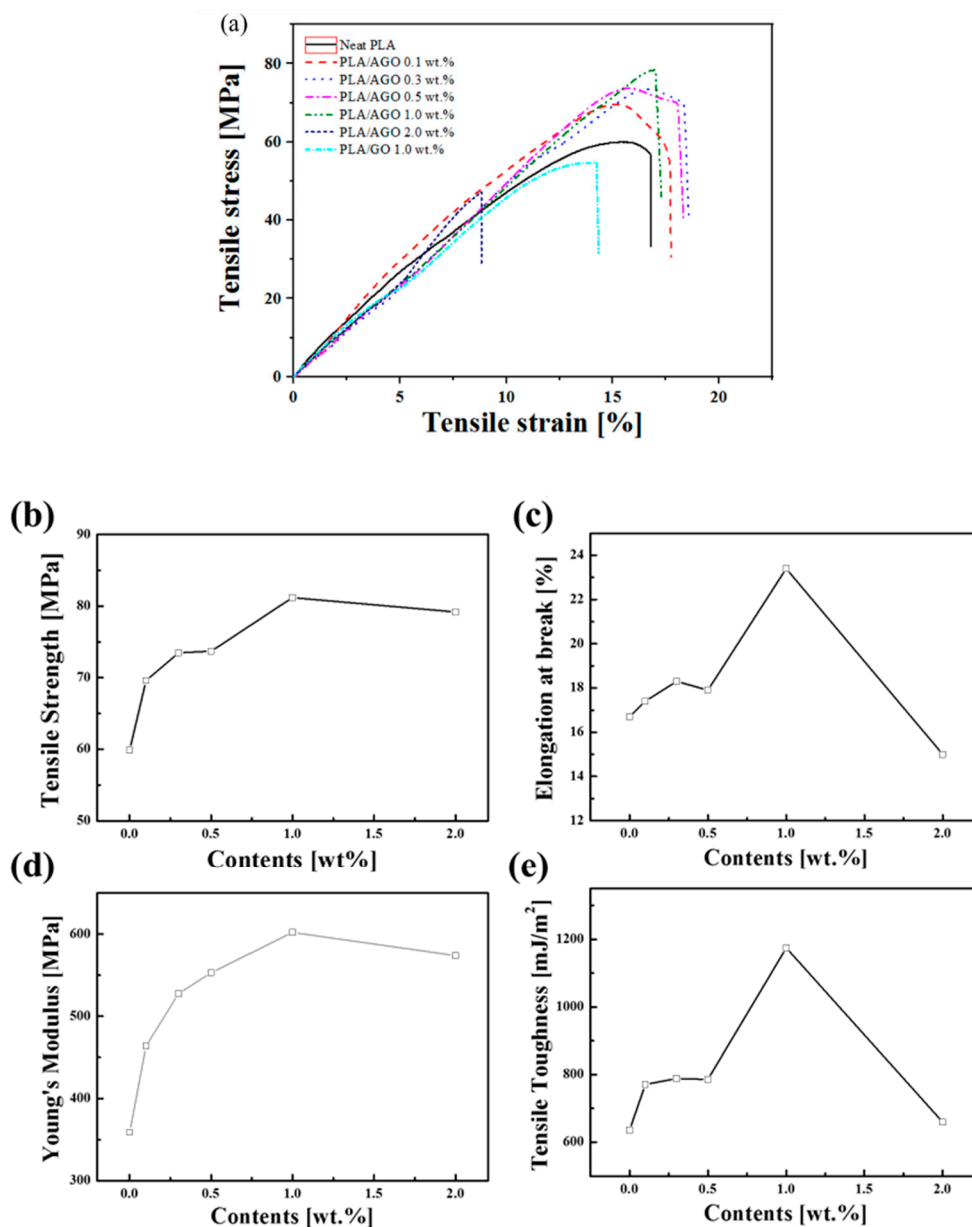 (a)
Neat PLA
PLA/AGO 0.1 wt.%
PLA/AGO 0.3 wt.%
PLA/AGO 0.5 wt.%
PLA/AGO 1.0 wt.%
PLA/AGO 2.0 wt.%
PLA/GO 1.0 wt.%
Tensile stress [MPa]
80
60
40
20
0
0 5 10 15 20
Tensile strain [%]
(b)
Tensile Strength [MPa]
90
80
70
60
50
0.0 0.5 1.0 1.5 2.0
Contents [wt%]
(c)
Elongation at break [%]
24
22
20
18
16
14
12
0.0 0.5 1.0 1.5 2.0
Contents [wt.%]
(d)
Young's Modulus [MPa]
600
500
400
300
0.0 0.5 1.0 1.5 2.0
Contents [wt.%]
(e)
Tensile Toughness [mJ/m²]
1200
1000
800
600
0.0 0.5 1.0 1.5 2.0
Contents [wt.%]